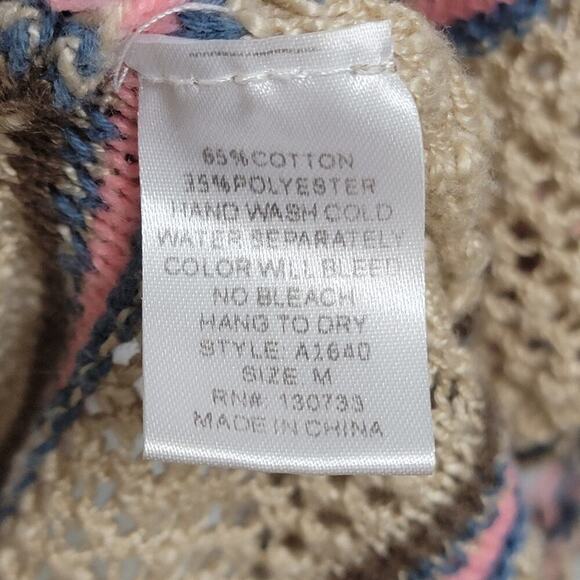 65%COTTON
35%POLYESTER
HAND WASH COLD
WATER SEPARATELY
COLOR WILL BLEED
NO BLEACH
HANG TO DRY
STYLE: A1640
SIZE: M
RN#: 130733
MADE IN CHINA